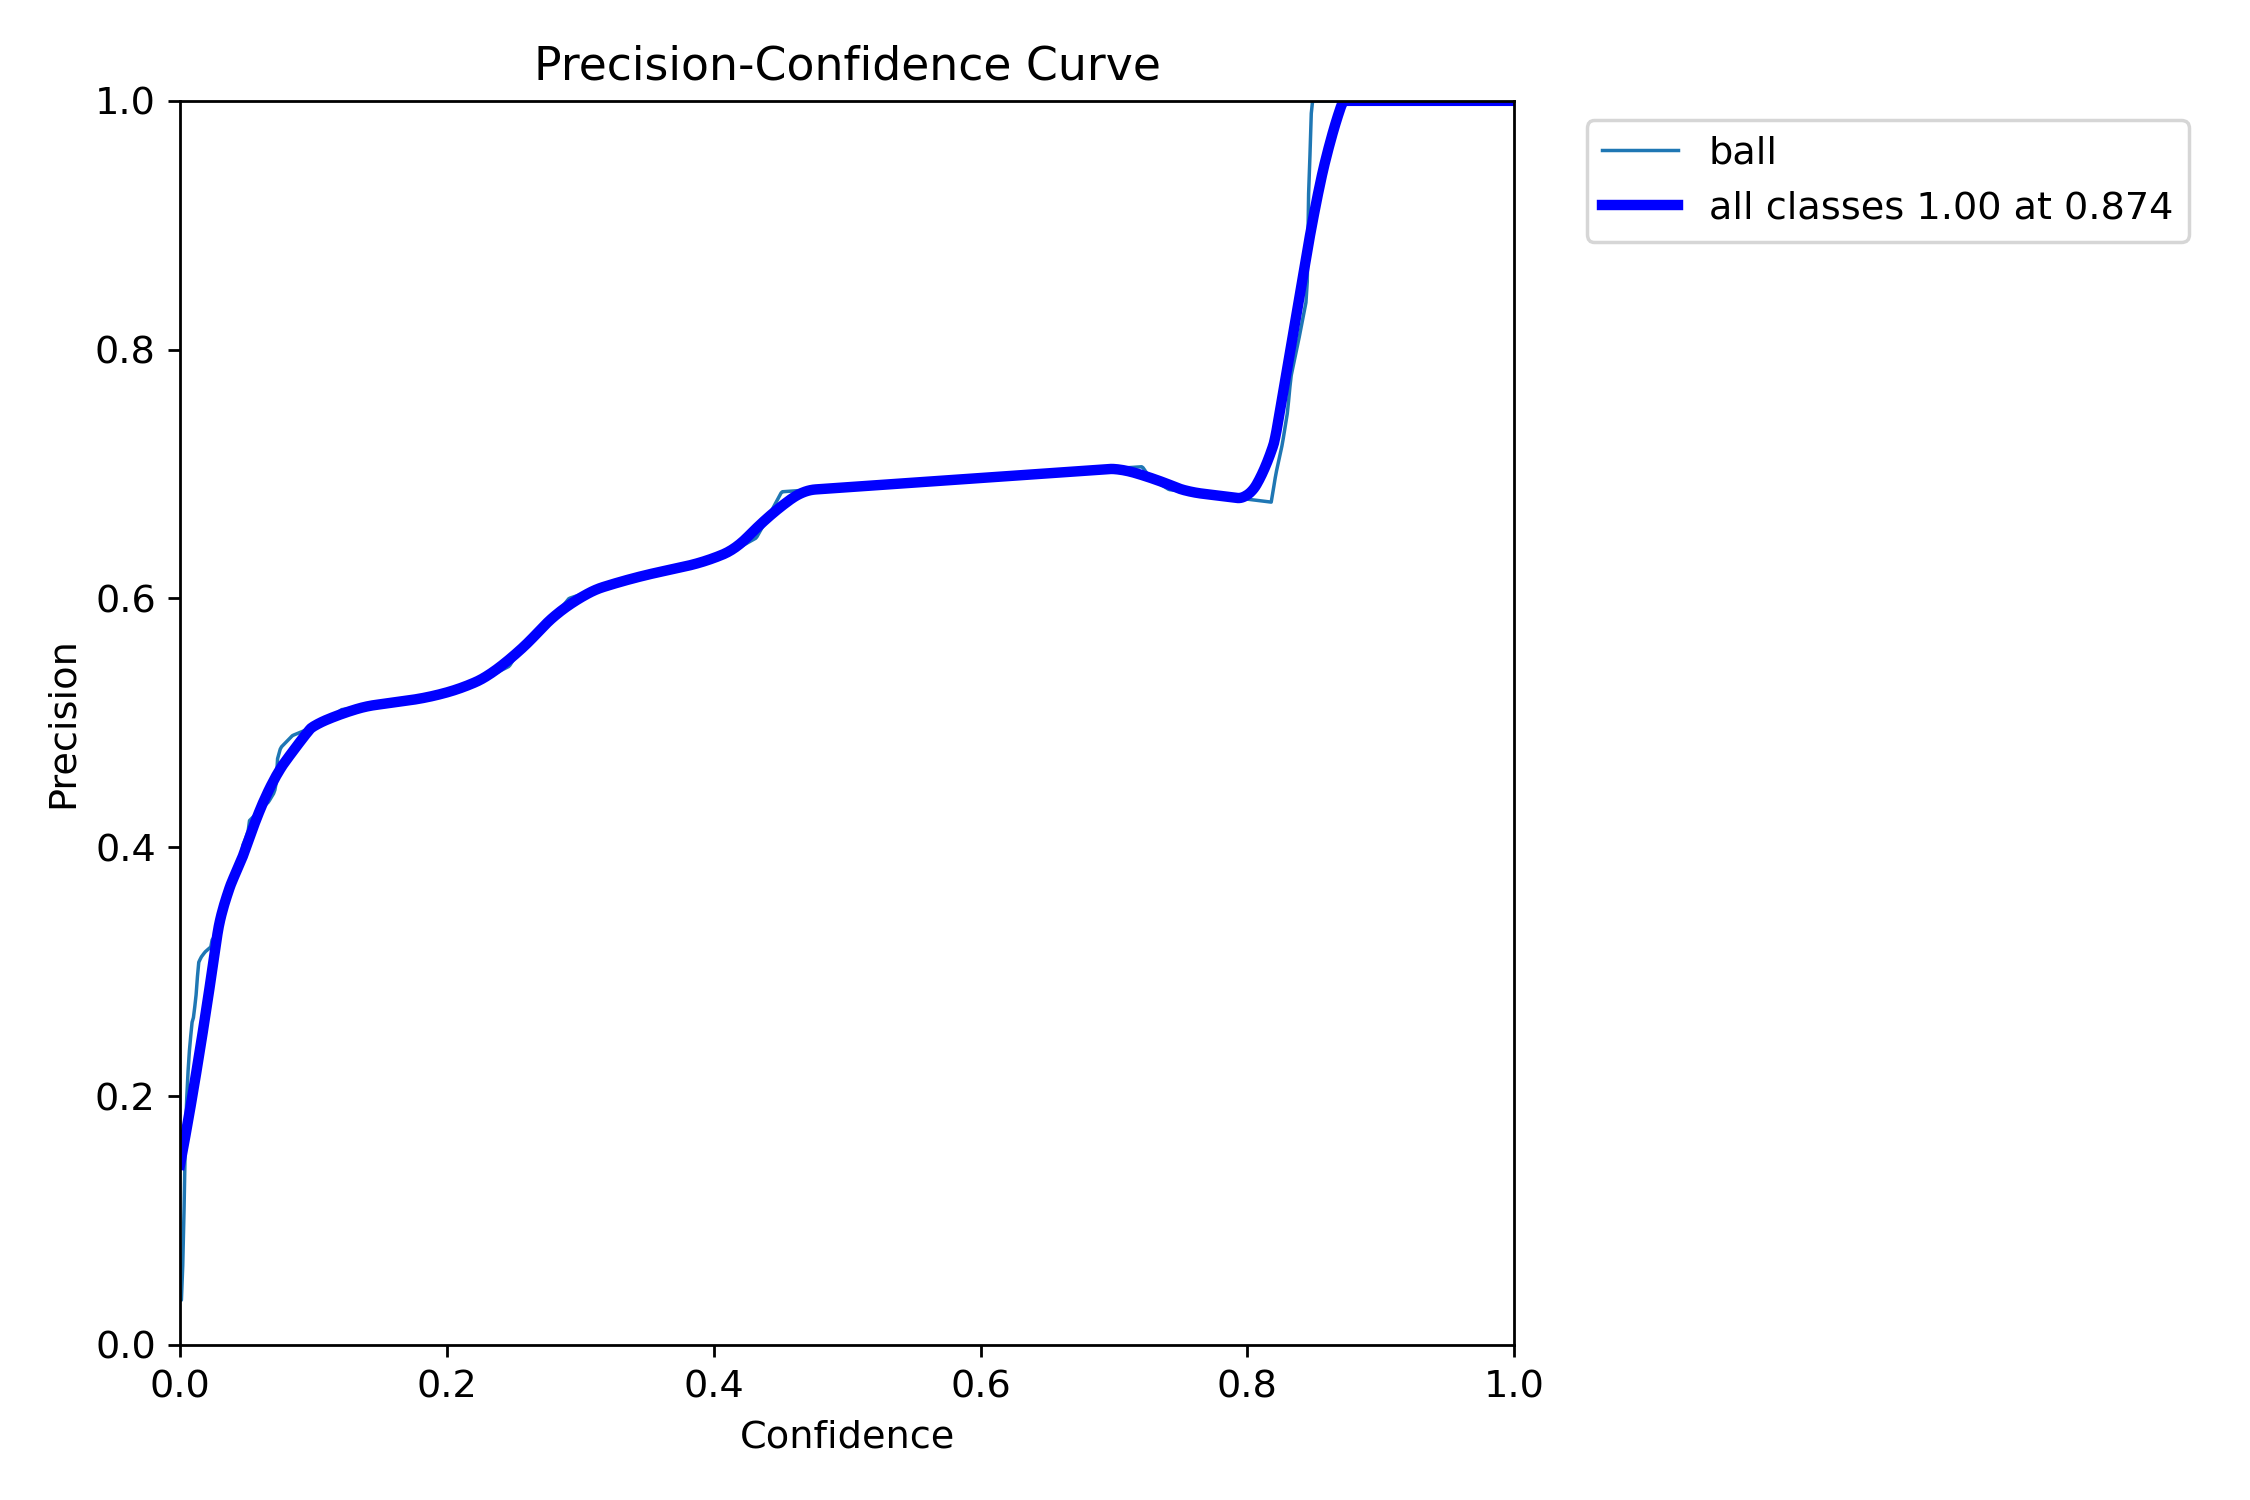 Precision-Confidence Curve
ball
all classes 1.00 at 0.874
Precision
1.0
0.8
0.6
0.4
0.2
0.0
0.0 0.2 0.4 0.6 0.8 1.0
Confidence